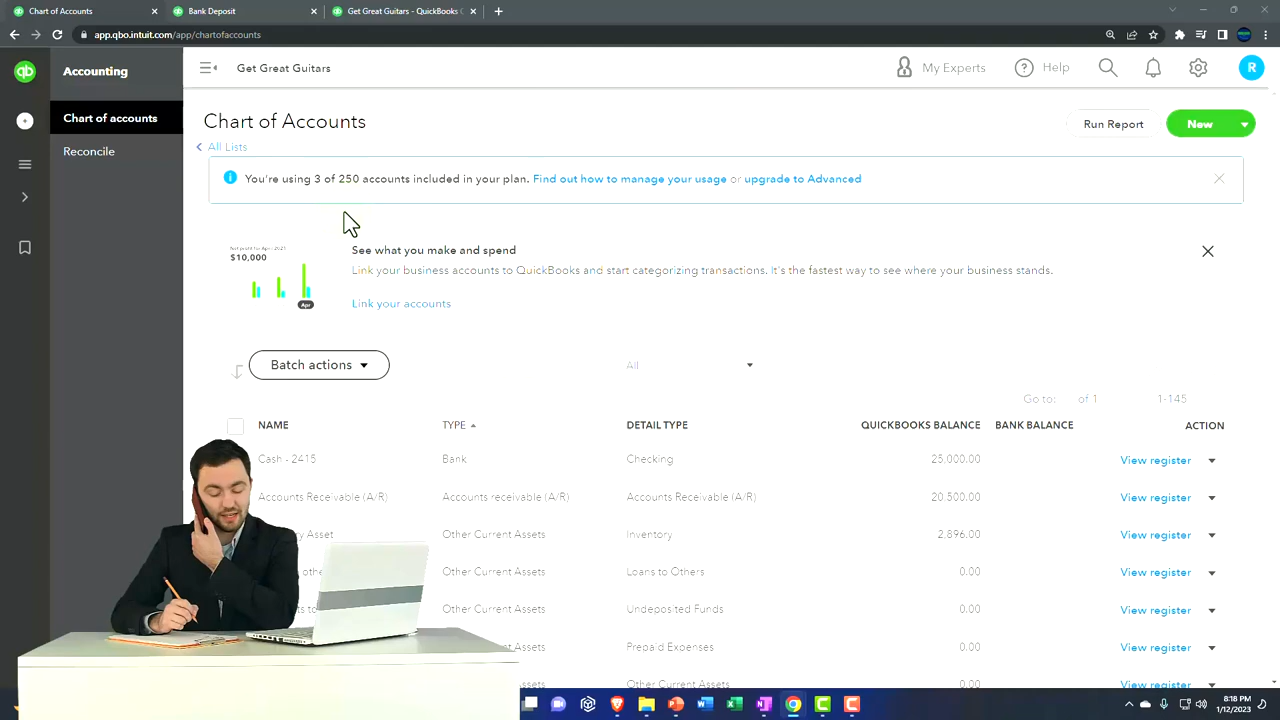 Chart of Accounts
Bank Deposit
Get Great Guitars - QuickBooks
app.qbo.intuit.com/app/chartofaccounts
qb
Accounting
Get Great Guitars
My Experts
Help
R
Chart of accounts
Reconcile
Chart of Accounts
Run Report
New
All Lists
You're using 3 of 250 accounts included in your plan. Find out how to manage your usage or upgrade to Advanced
$10,000
Apr
See what you make and spend
Link your business accounts to QuickBooks and start categorizing transactions. It's the fastest way to see where your business stands.
Link your accounts
Batch actions
All
Go to: of 1 1-145
NAME TYPE DETAIL TYPE QUICKBOOKS BALANCE BANK BALANCE ACTION
Cash - 2415 Bank Checking 25,000.00 View register
Accounts Receivable (A/R) Accounts receivable (A/R) Accounts Receivable (A/R) 20,500.00 View register
Asset Other Current Assets Inventory 2,896.00 View register
Other Current Assets Loans to Others 0.00 View register
Other Current Assets Undeposited Funds 0.00 View register
Prepaid Expenses 0.00 View register
Other Current Assets 0.00 View register
8:18 PM
1/2/2023